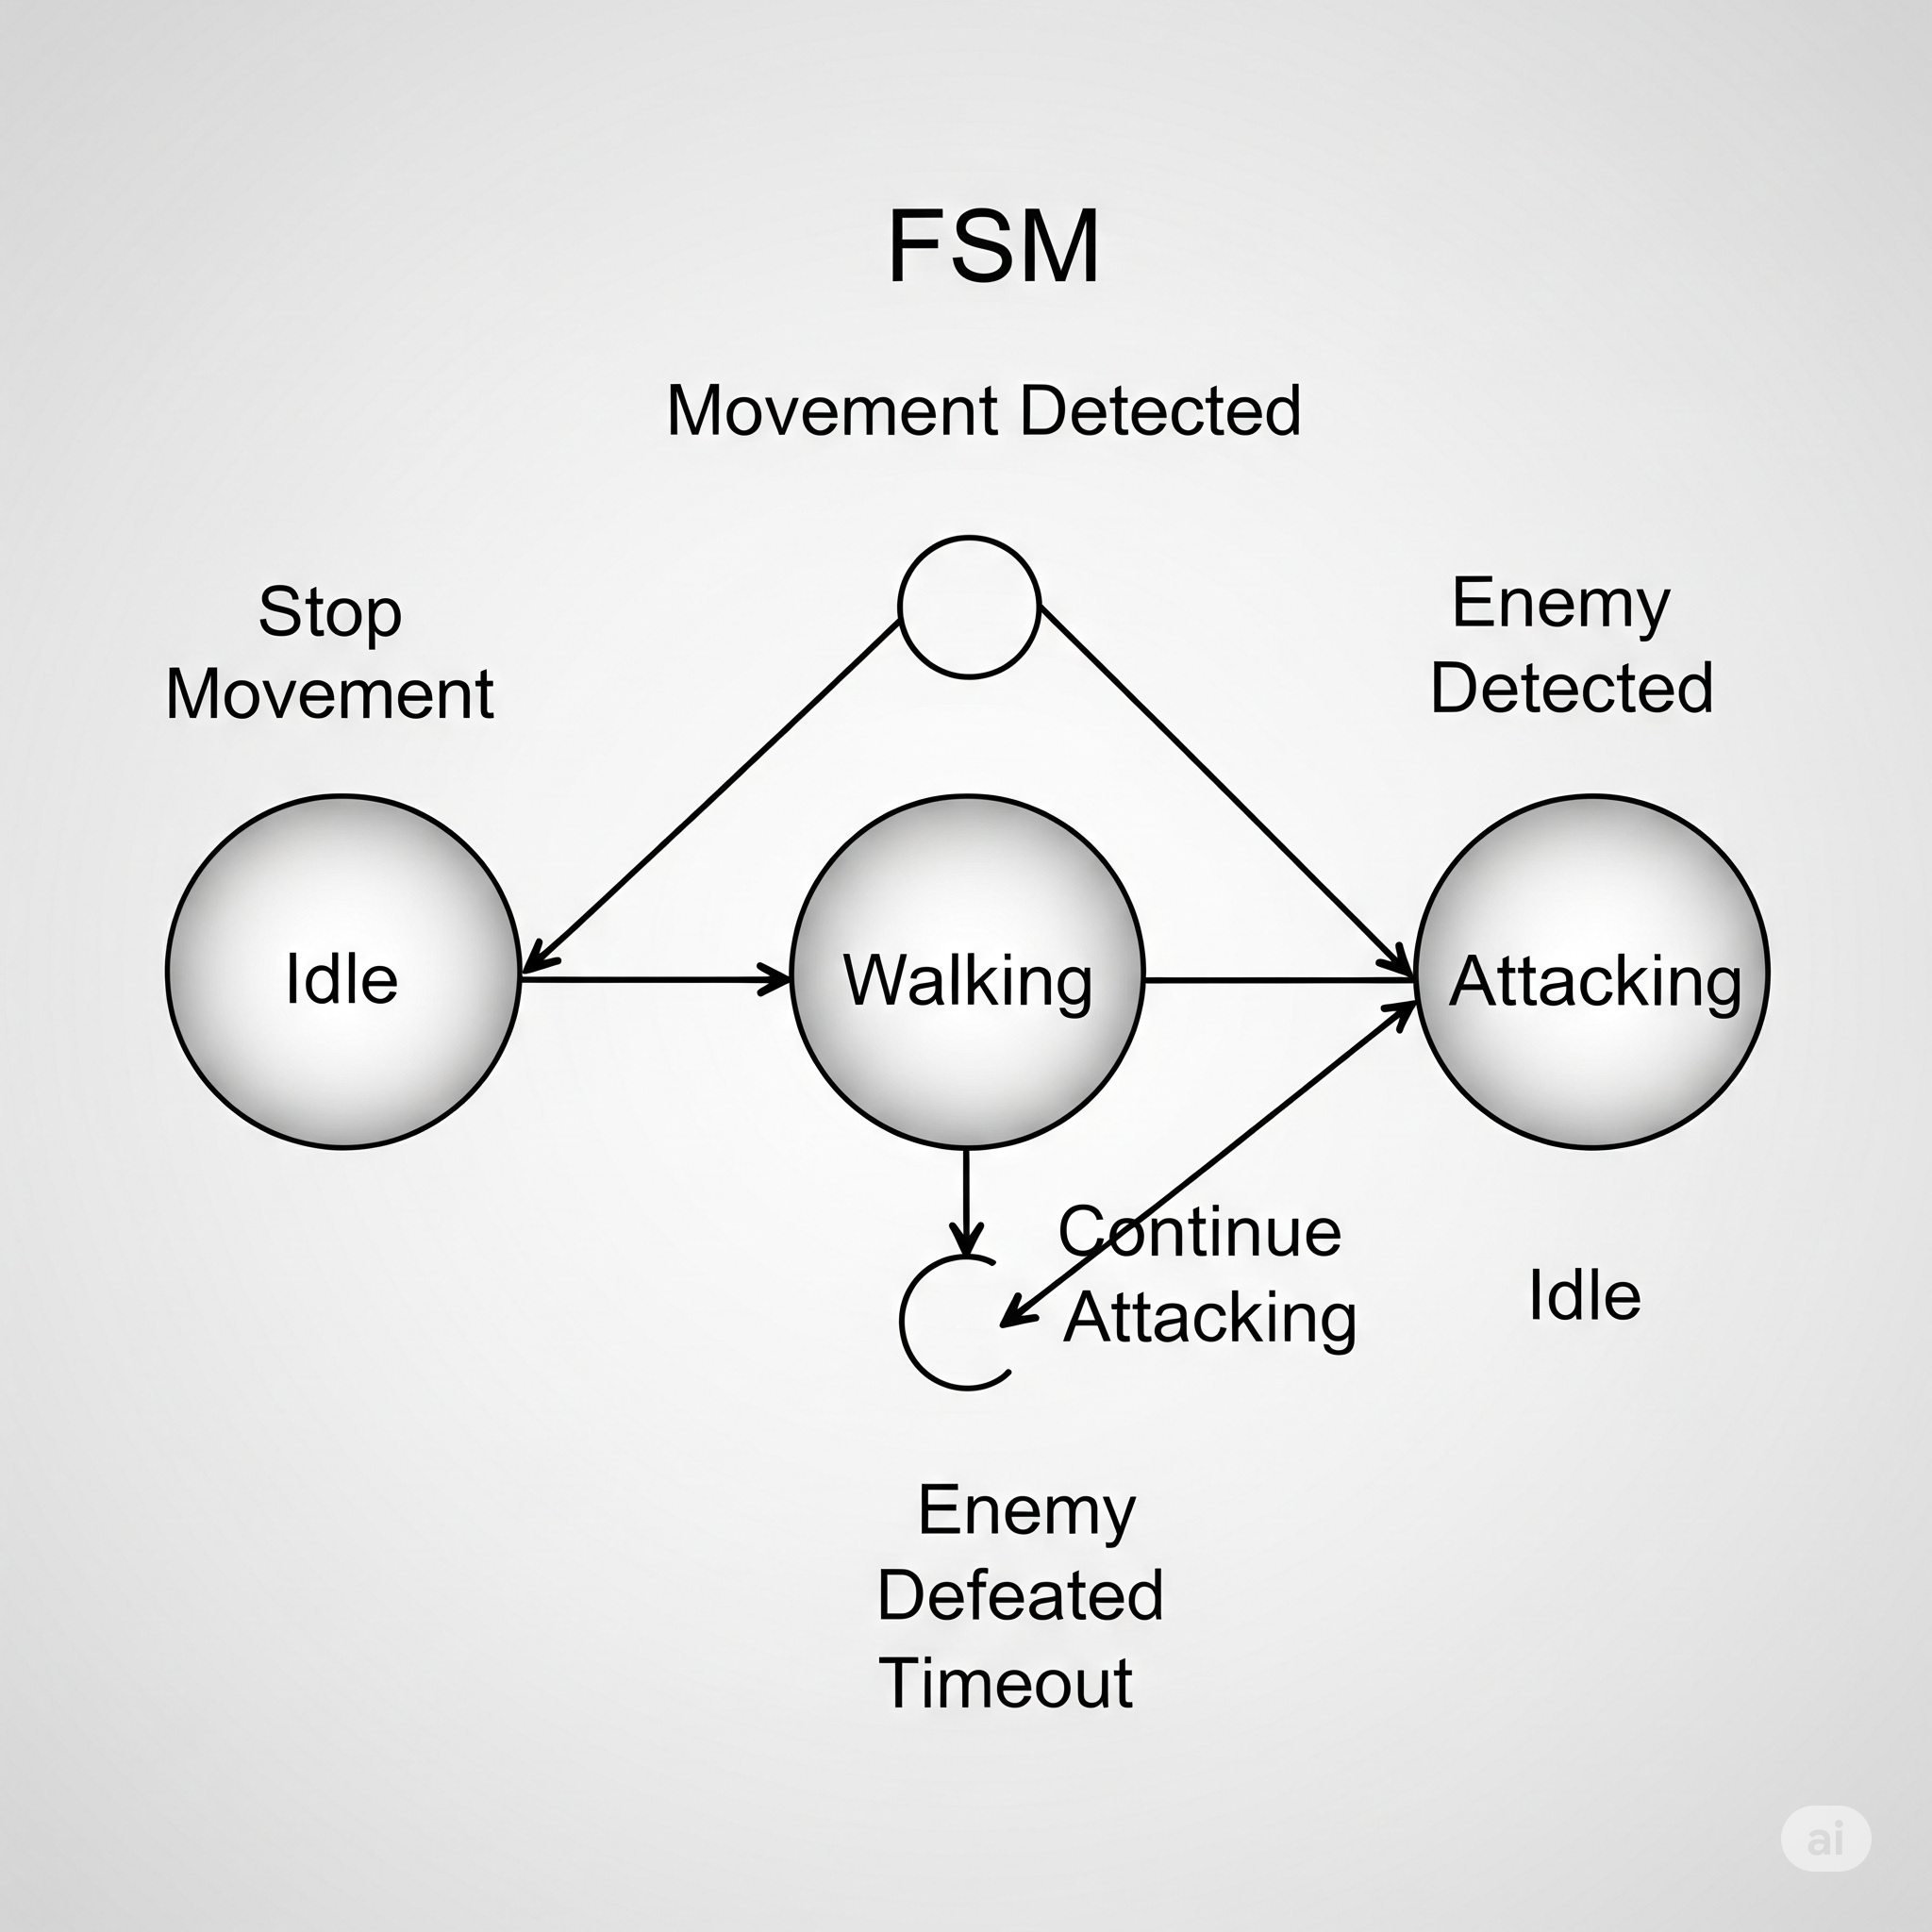 FSM
Movement Detected
Stop
Movement
Enemy
Detected
Idle
Walking
Attacking
Continue
Attacking
Idle
Enemy
Defeated
Timeout
ai